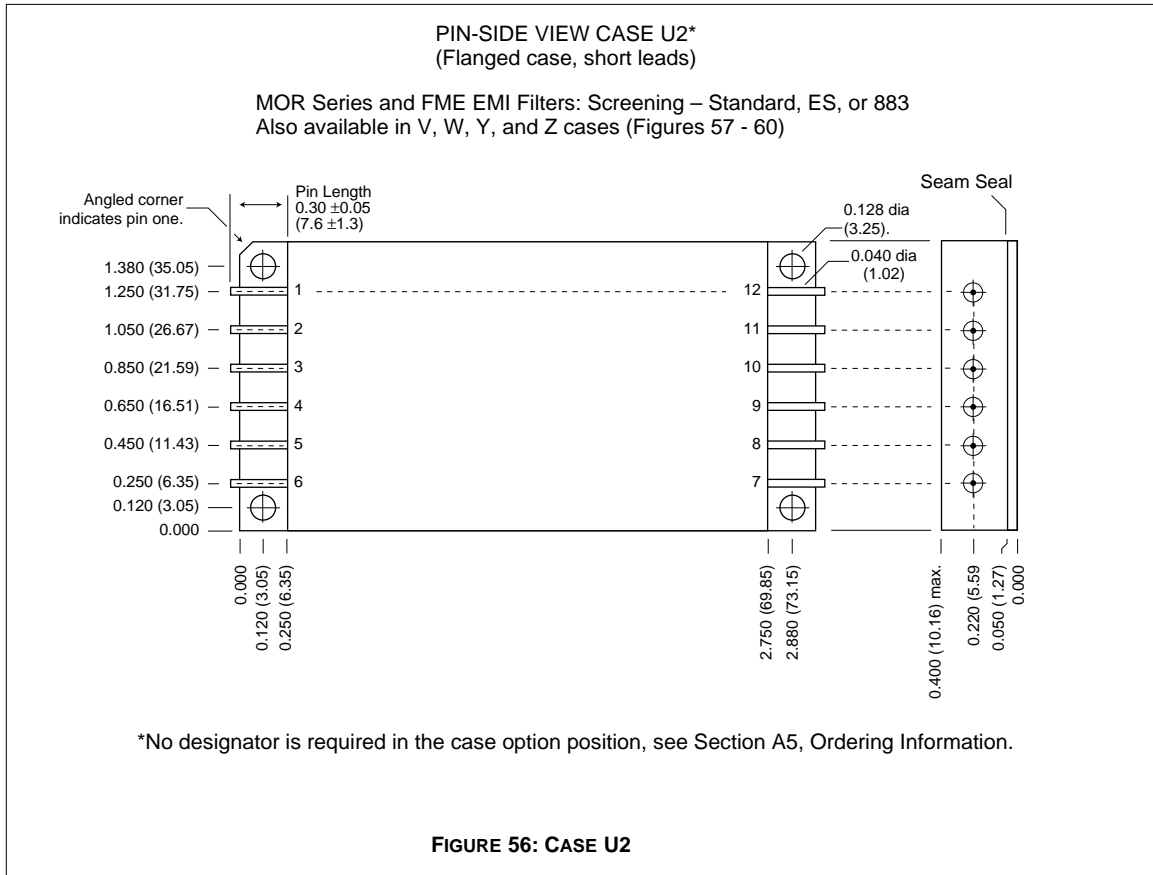 PIN-SIDE VIEW CASE U2*
(Flanged case, short leads)
MOR Series and FME EMI Filters: Screening – Standard, ES, or 883
Also available in V, W, Y, and Z cases (Figures 57 - 60)
Angled corner
indicates pin one.
Pin Length
0.30 ±0.05
(7.6 ±1.3)
Seam Seal
0.128 dia
(3.25).
0.040 dia
(1.02)
1.380 (35.05)
1.250 (31.75)
1.050 (26.67)
0.850 (21.59)
0.650 (16.51)
0.450 (11.43)
0.250 (6.35)
0.120 (3.05)
0.000
1
2
3
4
5
6
12
11
10
9
8
7
0.000
0.120 (3.05)
0.250 (6.35)
2.750 (69.85)
2.880 (73.15)
0.400 (10.16) max.
0.220 (5.59
0.050 (1.27)
0.000
*No designator is required in the case option position, see Section A5, Ordering Information.
FIGURE 56: CASE U2